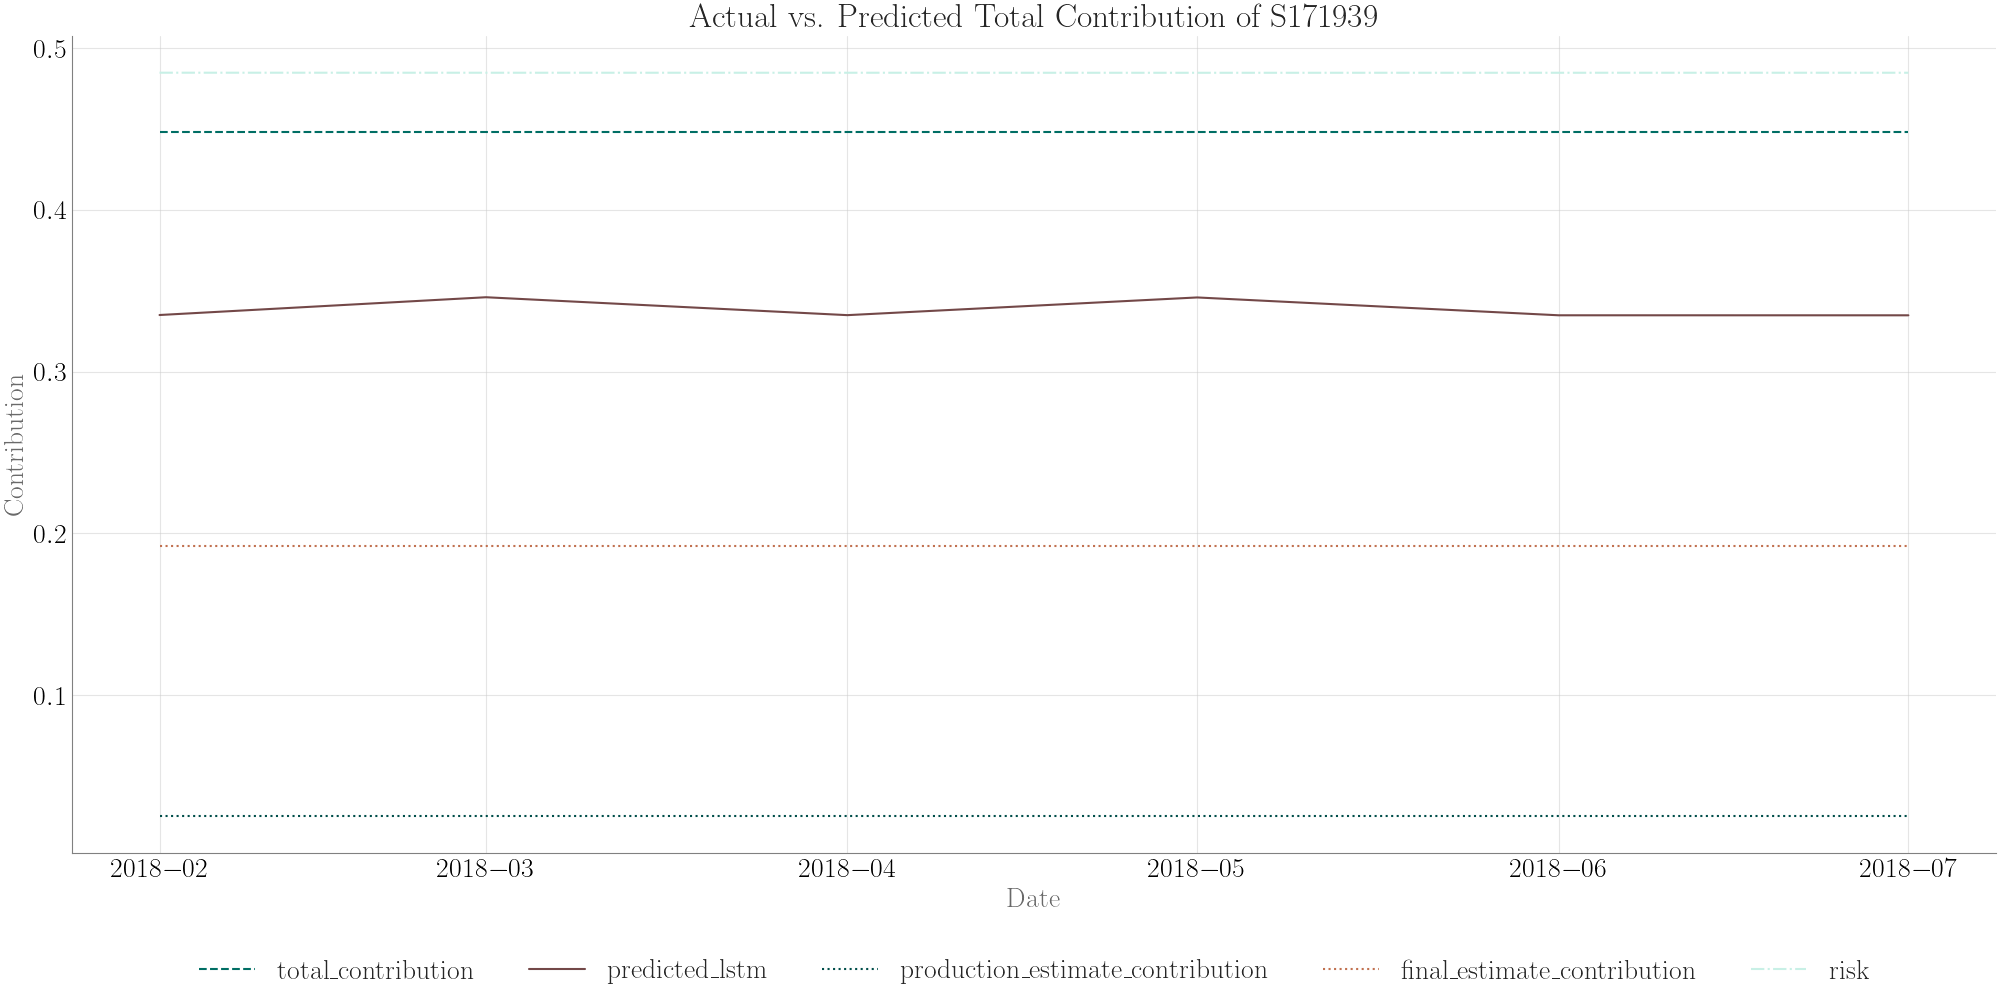 Actual vs. Predicted Total Contribution of S171939
0.5
0.4
0.3
0.2
0.1
Contribution
2018–02 2018–03 2018–04 2018–05 2018–06 2018–07
Date
total_contribution predicted_lstm production_estimate_contribution final_estimate_contribution risk